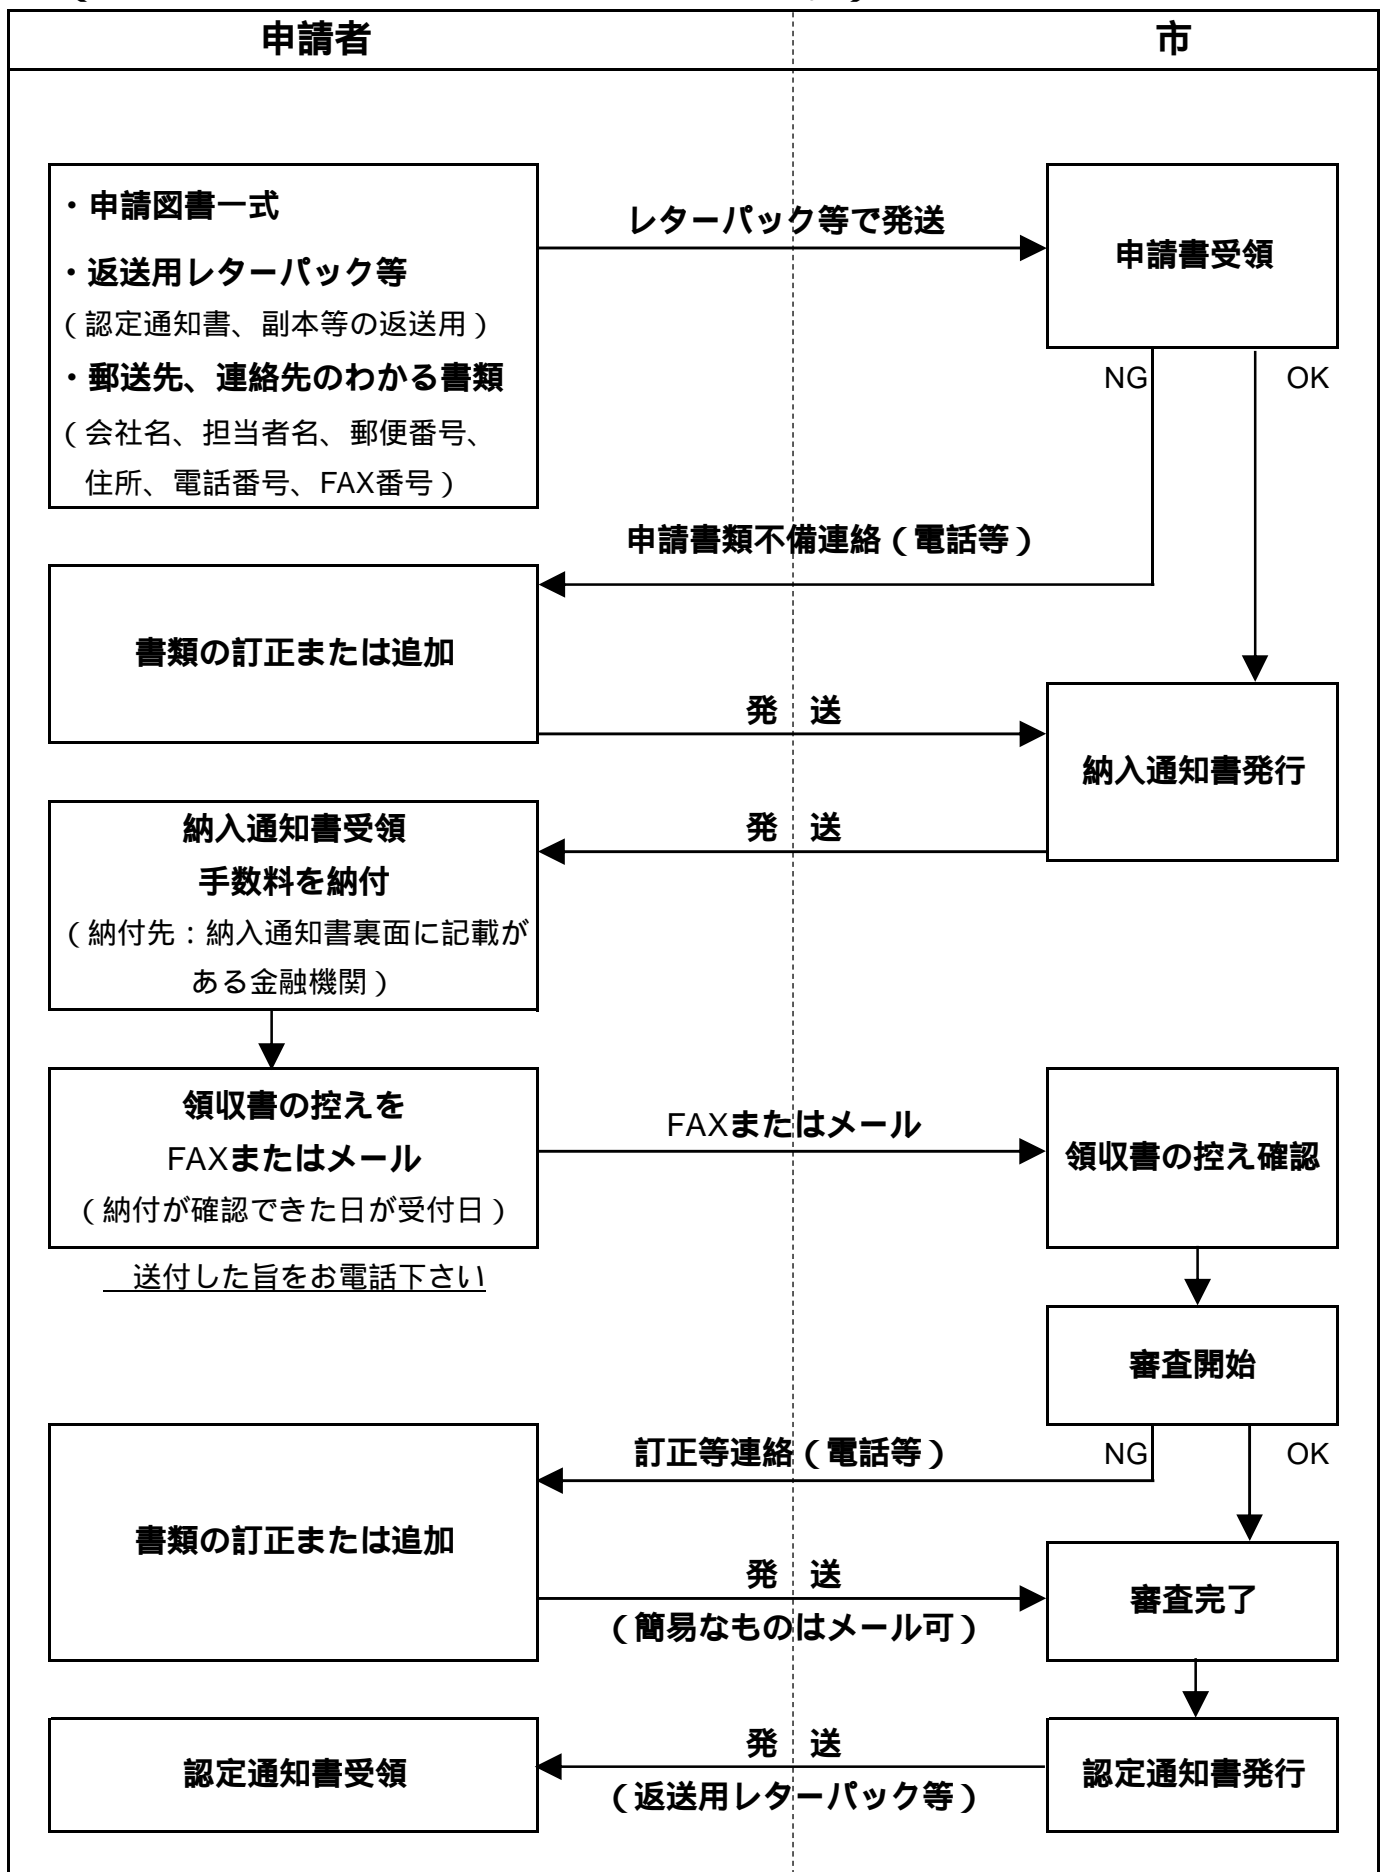 申請者
市
・申請図書一式
・返送用レターパック等
（認定通知書、副本等の返送用）
・郵送先、連絡先のわかる書類
（会社名、担当者名、郵便番号、
住所、電話番号、FAX番号）
レターパック等で発送
申請書受領
NG
OK
申請書類不備連絡（電話等）
書類の訂正または追加
発　送
納入通知書発行
発　送
納入通知書受領
手数料を納付
（納付先：納入通知書裏面に記載が
ある金融機関）
領収書の控えを
FAXまたはメール
（納付が確認できた日が受付日）
送付した旨をお電話下さい
FAXまたはメール
領収書の控え確認
審査開始
NG
OK
訂正等連絡（電話等）
書類の訂正または追加
発　送
（簡易なものはメール可）
審査完了
認定通知書受領
発　送
（返送用レターパック等）
認定通知書発行